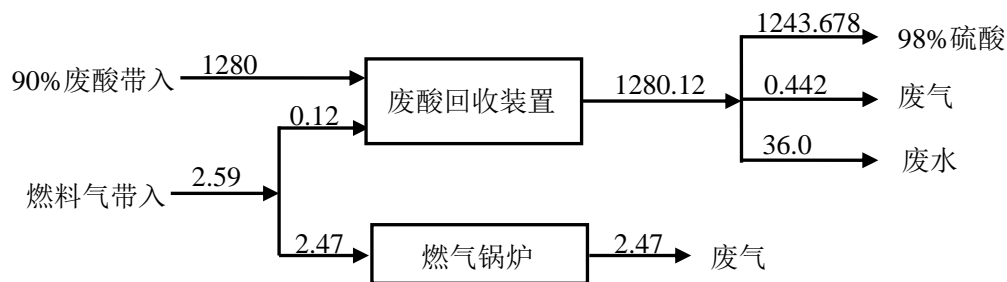 1243.678
98%硫酸
90%废酸带入
1280
废酸回收装置
1280.12
0.442
废气
0.12
36.0
废水
燃料气带入
2.59
2.47
燃气锅炉
2.47
废气